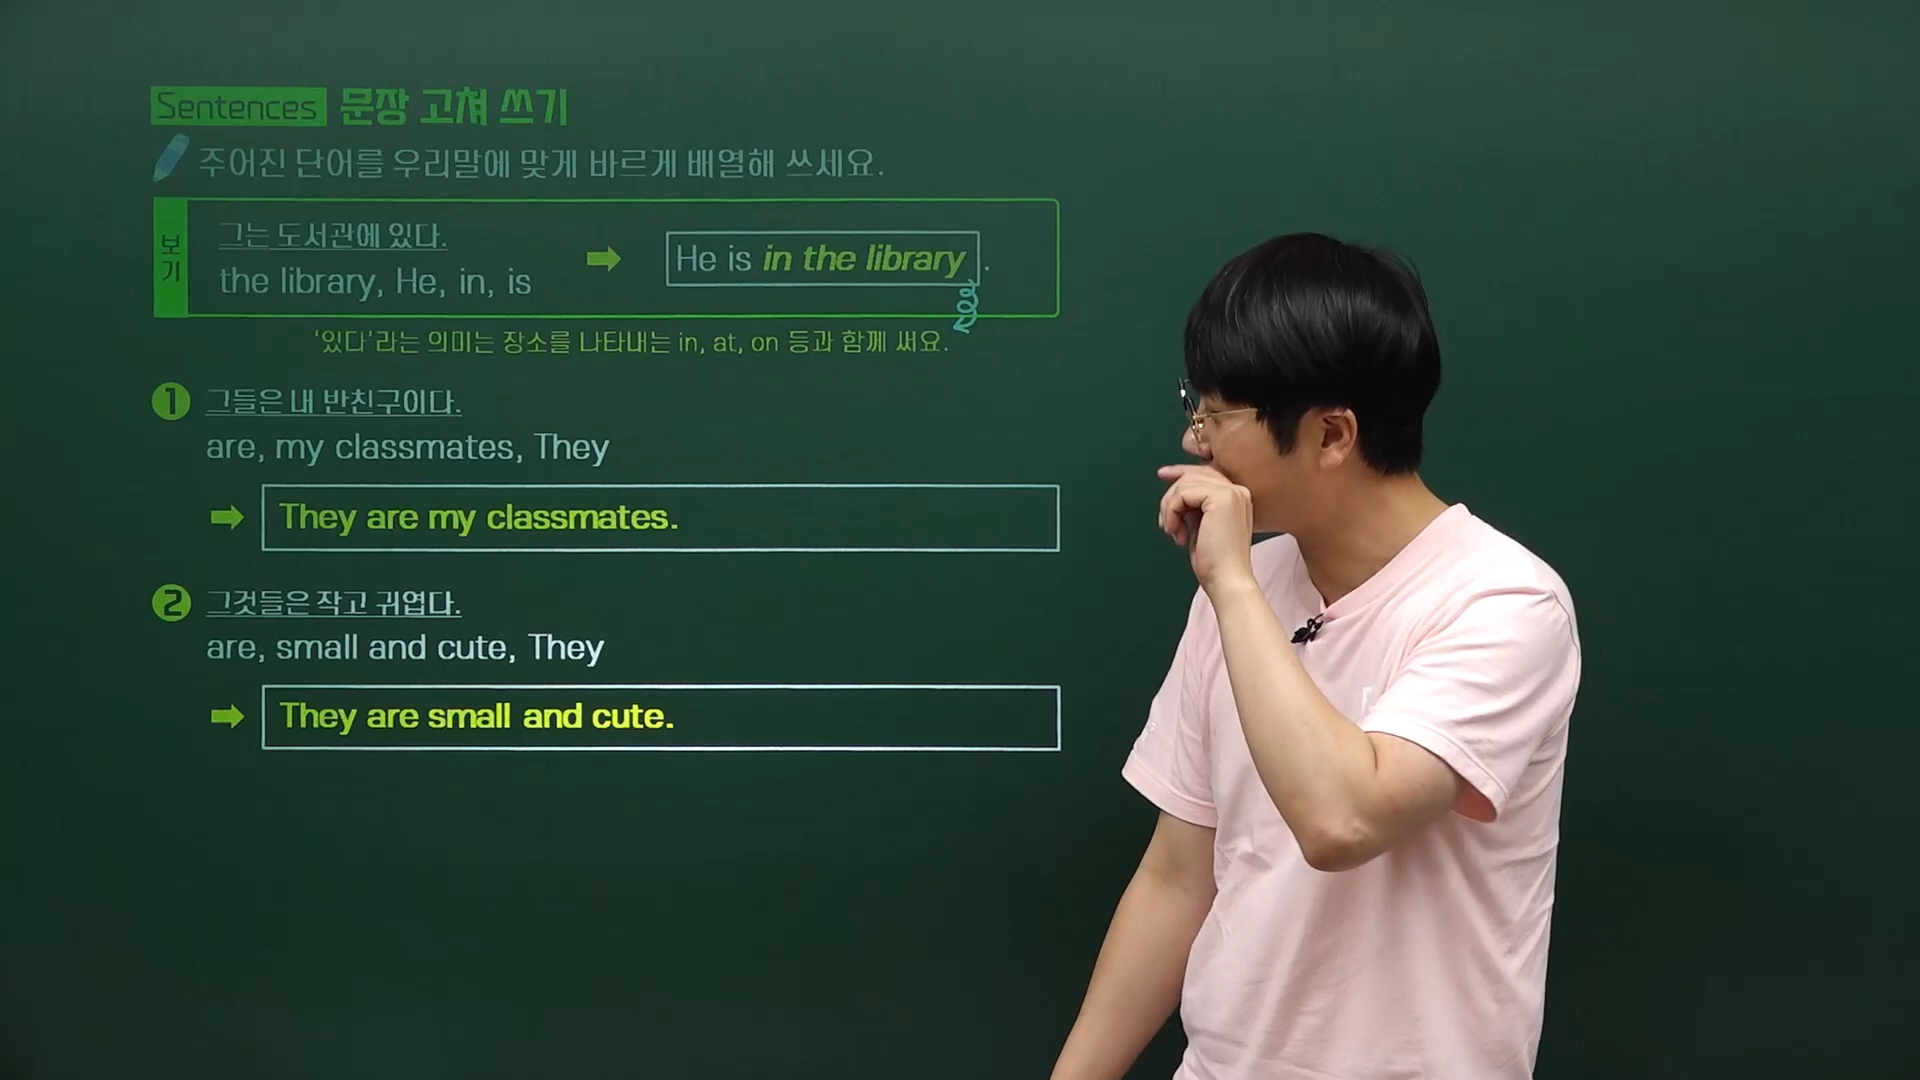 Sentences 문장 고쳐 쓰기
주어진 단어를 우리말에 맞게 바르게 배열해 쓰세요.
보기
그는 도서관에 있다.
the library, He, in, is
He is in the library.
‘있다’라는 의미는 장소를 나타내는 in, at, on 등과 함께 써요.
1 그들은 내 반친구이다.
are, my classmates, They
They are my classmates.
2 그것들은 작고 귀엽다.
are, small and cute, They
They are small and cute.